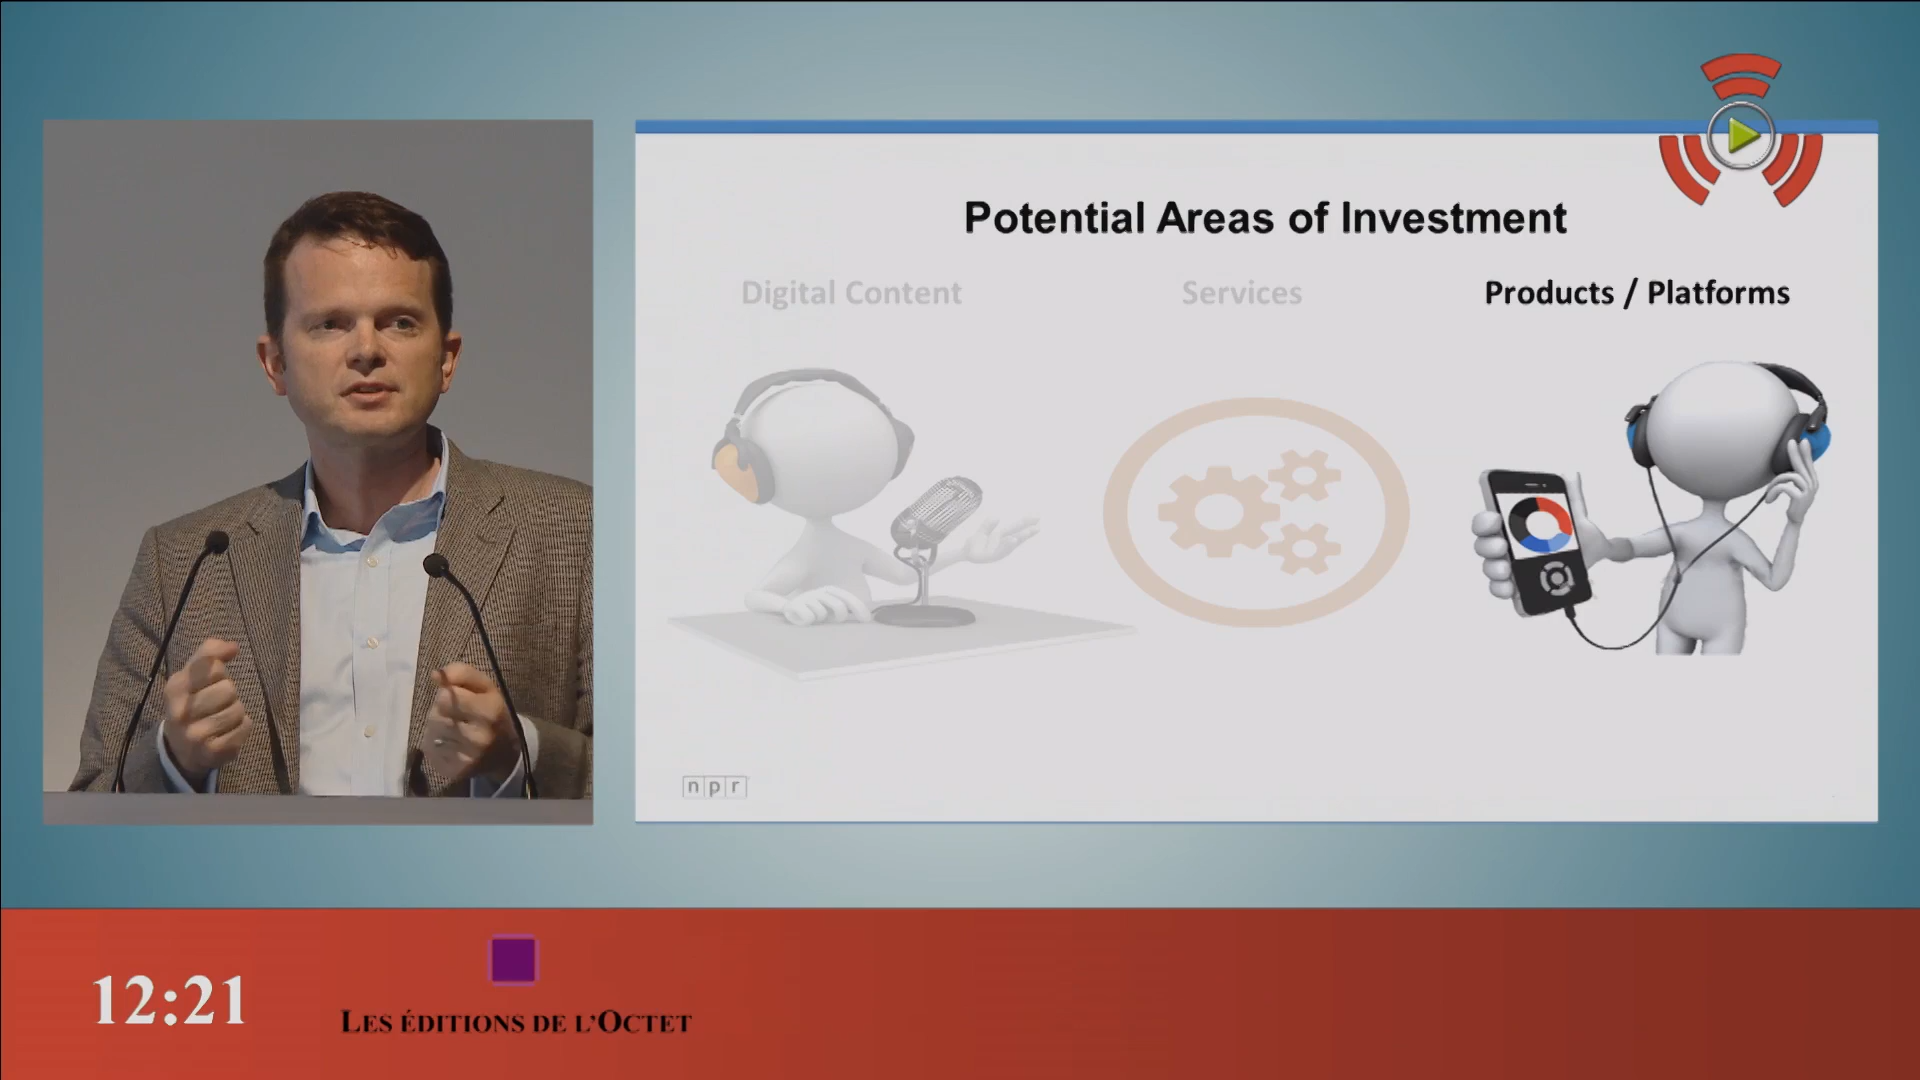 Potential Areas of Investment
Digital Content
Services
Products / Platforms
npr
12:21
LES ÉDITIONS DE L'OCTET